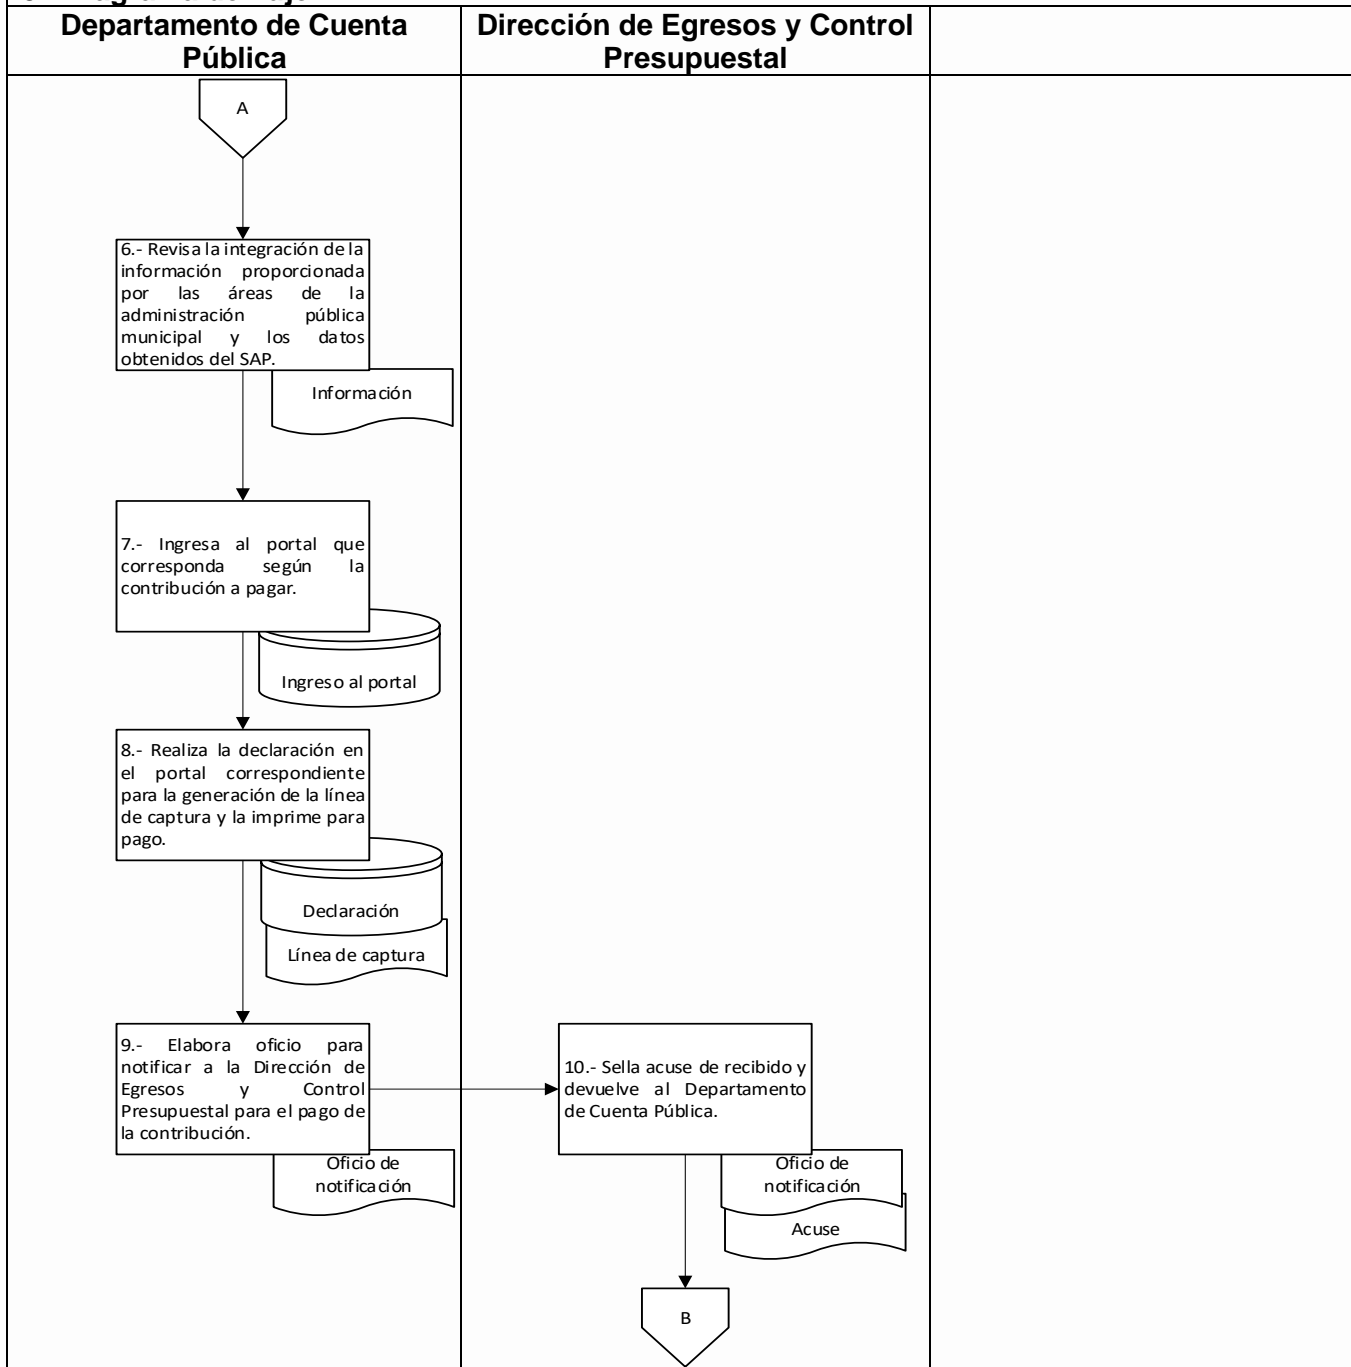 Departamento de Cuenta
Pública
Dirección de Egresos y Control
Presupuestal
A
6.- Revisa la integración de la
información proporcionada
por las áreas de la
administración pública
municipal y los datos
obtenidos del SAP.
Información
7.- Ingresa al portal que
corresponda según la
contribución a pagar.
Ingreso al portal
8.- Realiza la declaración en
el portal correspondiente
para la generación de la línea
de captura y la imprime para
pago.
Declaración
Línea de captura
9.- Elabora oficio para
notificar a la Dirección de
Egresos y Control
Presupuestal para el pago de
la contribución.
Oficio de
notificación
10.- Sella acuse de recibido y
devuelve al Departamento
de Cuenta Pública.
Oficio de
notificación
Acuse
B